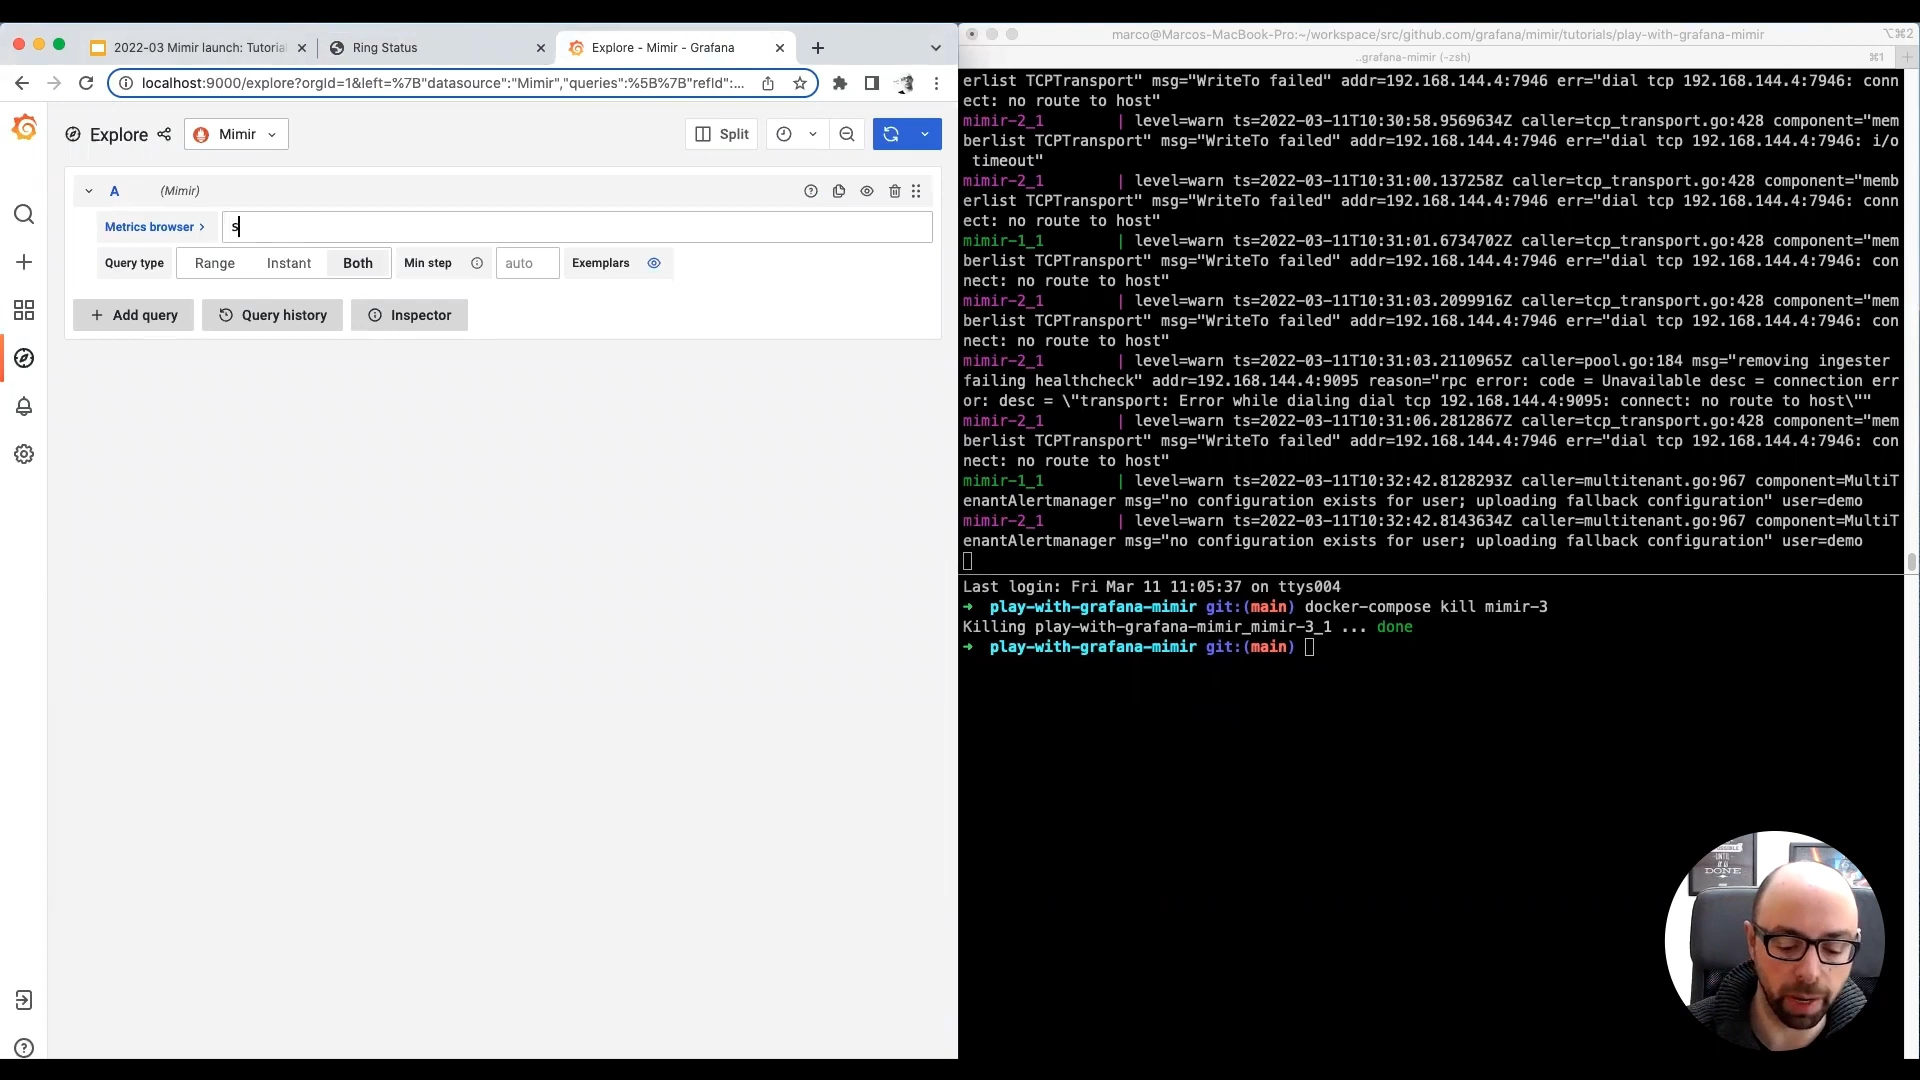 2022-03 Mimir launch: Tutoria
Ring Status
Explore - Mimir - Grafana
localhost:9000/explore?orgId=1&left=%7B"datasource":"Mimir","queries":%5B%7B"refId":...
Explore
Mimir
Split
A (Mimir)
Metrics browser >
s
Query type
Range
Instant
Both
Min step
auto
Exemplars
+ Add query
Query history
Inspector
marco@Marcos-MacBook-Pro:~/workspace/src/github.com/grafana/mimir/tutorials/play-with-grafana-mimir
⌥⌘2
..grafana-mimir (-zsh)
⌘1
erlist TCPTransport" msg="WriteTo failed" addr=192.168.144.4:7946 err="dial tcp 192.168.144.4:7946: conn
ect: no route to host"
mimir-2_1 | level=warn ts=2022-03-11T10:30:58.9569634Z caller=tcp_transport.go:428 component="mem
berlist TCPTransport" msg="WriteTo failed" addr=192.168.144.4:7946 err="dial tcp 192.168.144.4:7946: i/o
timeout"
mimir-2_1 | level=warn ts=2022-03-11T10:31:00.137258Z caller=tcp_transport.go:428 component="memb
erlist TCPTransport" msg="WriteTo failed" addr=192.168.144.4:7946 err="dial tcp 192.168.144.4:7946: conn
ect: no route to host"
mimir-1_1 | level=warn ts=2022-03-11T10:31:01.6734702Z caller=tcp_transport.go:428 component="mem
berlist TCPTransport" msg="WriteTo failed" addr=192.168.144.4:7946 err="dial tcp 192.168.144.4:7946: con
nect: no route to host"
mimir-2_1 | level=warn ts=2022-03-11T10:31:03.2099916Z caller=tcp_transport.go:428 component="mem
berlist TCPTransport" msg="WriteTo failed" addr=192.168.144.4:7946 err="dial tcp 192.168.144.4:7946: con
nect: no route to host"
mimir-2_1 | level=warn ts=2022-03-11T10:31:03.2110965Z caller=pool.go:184 msg="removing ingester
failing healthcheck" addr=192.168.144.4:9095 reason="rpc error: code = Unavailable desc = connection err
or: desc = \"transport: Error while dialing dial tcp 192.168.144.4:9095: connect: no route to host\""
mimir-2_1 | level=warn ts=2022-03-11T10:31:06.2812867Z caller=tcp_transport.go:428 component="mem
berlist TCPTransport" msg="WriteTo failed" addr=192.168.144.4:7946 err="dial tcp 192.168.144.4:7946: con
nect: no route to host"
mimir-1_1 | level=warn ts=2022-03-11T10:32:42.8128293Z caller=multitenant.go:967 component=MultiT
enantAlertmanager msg="no configuration exists for user; uploading fallback configuration" user=demo
mimir-2_1 | level=warn ts=2022-03-11T10:32:42.8143634Z caller=multitenant.go:967 component=MultiT
enantAlertmanager msg="no configuration exists for user; uploading fallback configuration" user=demo
Last login: Fri Mar 11 11:05:37 on ttys004
➜ play-with-grafana-mimir git:(main) docker-compose kill mimir-3
Killing play-with-grafana-mimir_mimir-3_1 ... done
➜ play-with-grafana-mimir git:(main)
UNTIL
DONE